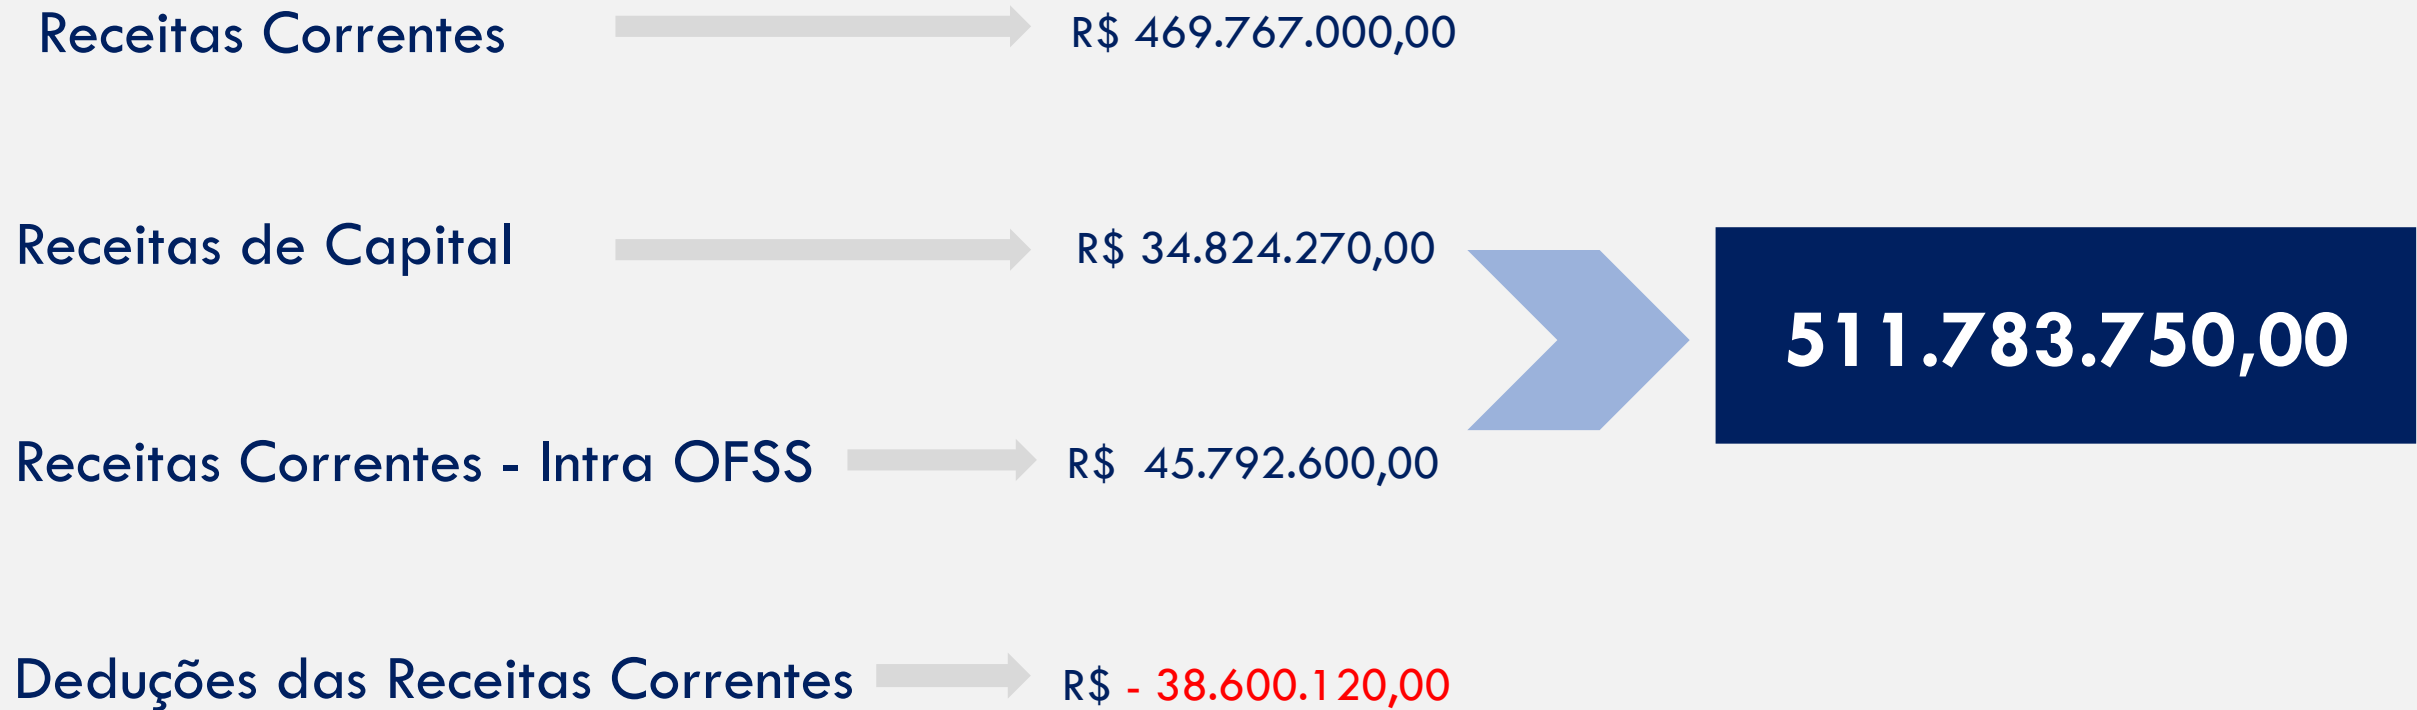 Receitas Correntes R$ 469.767.000,00
Receitas de Capital R$ 34.824.270,00
511.783.750,00
Receitas Correntes - Intra OFSS R$ 45.792.600,00
Deduções das Receitas Correntes R$ - 38.600.120,00